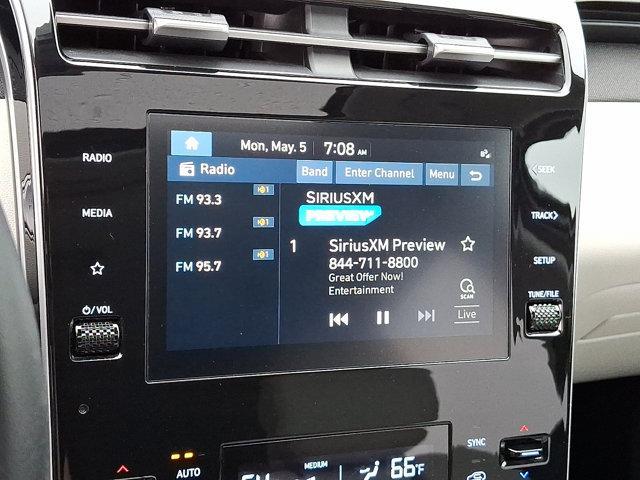 Mon, May. 5 7:08 AM
RADIO
Radio Band Enter Channel Menu
SEEK
FM 93.3
SIRIUSXM
PREVIEW
MEDIA
TRACK
FM 93.7
1 SiriusXM Preview
844-711-8800
SETUP
FM 95.7
Great Offer Now!
Entertainment
SCAN
TUNE/FILE
/VOL
Live
SYNC
AUTO
MEDIUM
66°F